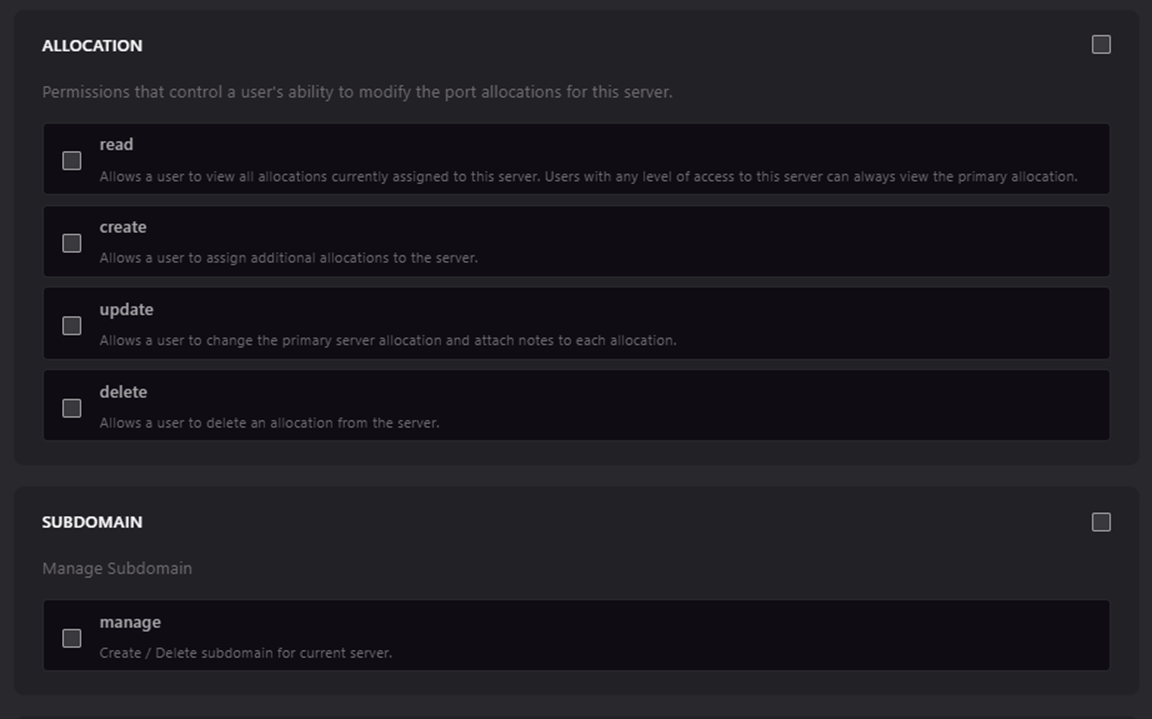 ALLOCATION
Permissions that control a user's ability to modify the port allocations for this server.
read
Allows a user to view all allocations currently assigned to this server. Users with any level of access to this server can always view the primary allocation.
create
Allows a user to assign additional allocations to the server.
update
Allows a user to change the primary server allocation and attach notes to each allocation.
delete
Allows a user to delete an allocation from the server.
SUBDOMAIN
Manage Subdomain
manage
Create / Delete subdomain for current server.